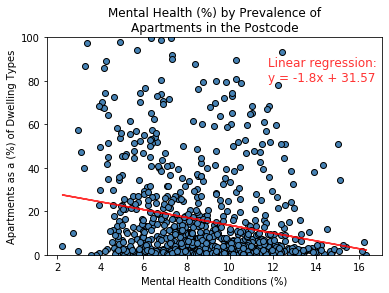 Mental Health (%) by Prevalence of
Apartments in the Postcode
Linear regression:
y = -1.8x + 31.57
Apartments as a (%) of Dwelling Types
100
80
60
40
20
0
2 4 6 8 10 12 14 16
Mental Health Conditions (%)